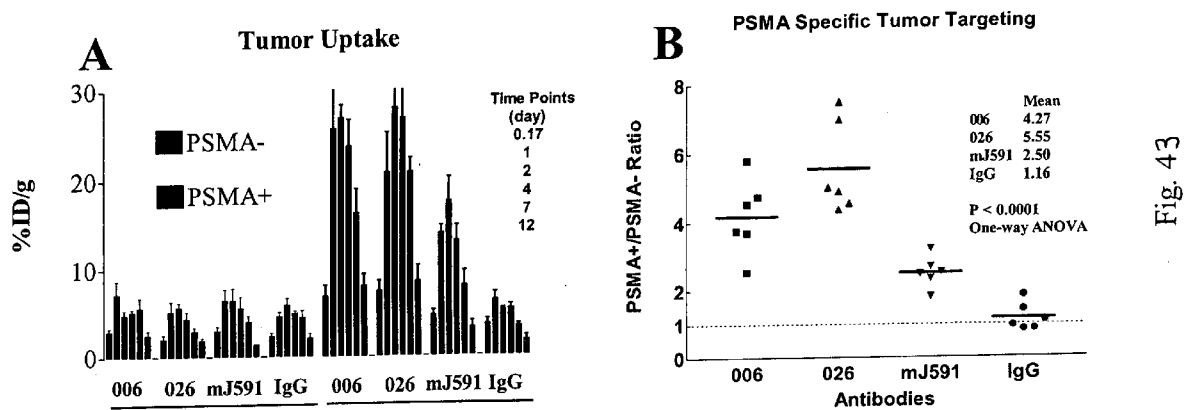 A
Tumor Uptake
%ID/g
30
20
10
0
PSMA-
PSMA+
Time Points
(day)
0.17
1
2
4
7
12
006 026 mJ591 IgG 006 026 mJ591 IgG
B
PSMA Specific Tumor Targeting
PSMA+/PSMA- Ratio
8
6
4
2
1
0
Mean
006 4.27
026 5.55
mJ591 2.50
IgG 1.16
P < 0.0001
One-way ANOVA
006 026 mJ591 IgG
Antibodies
Fig. 43